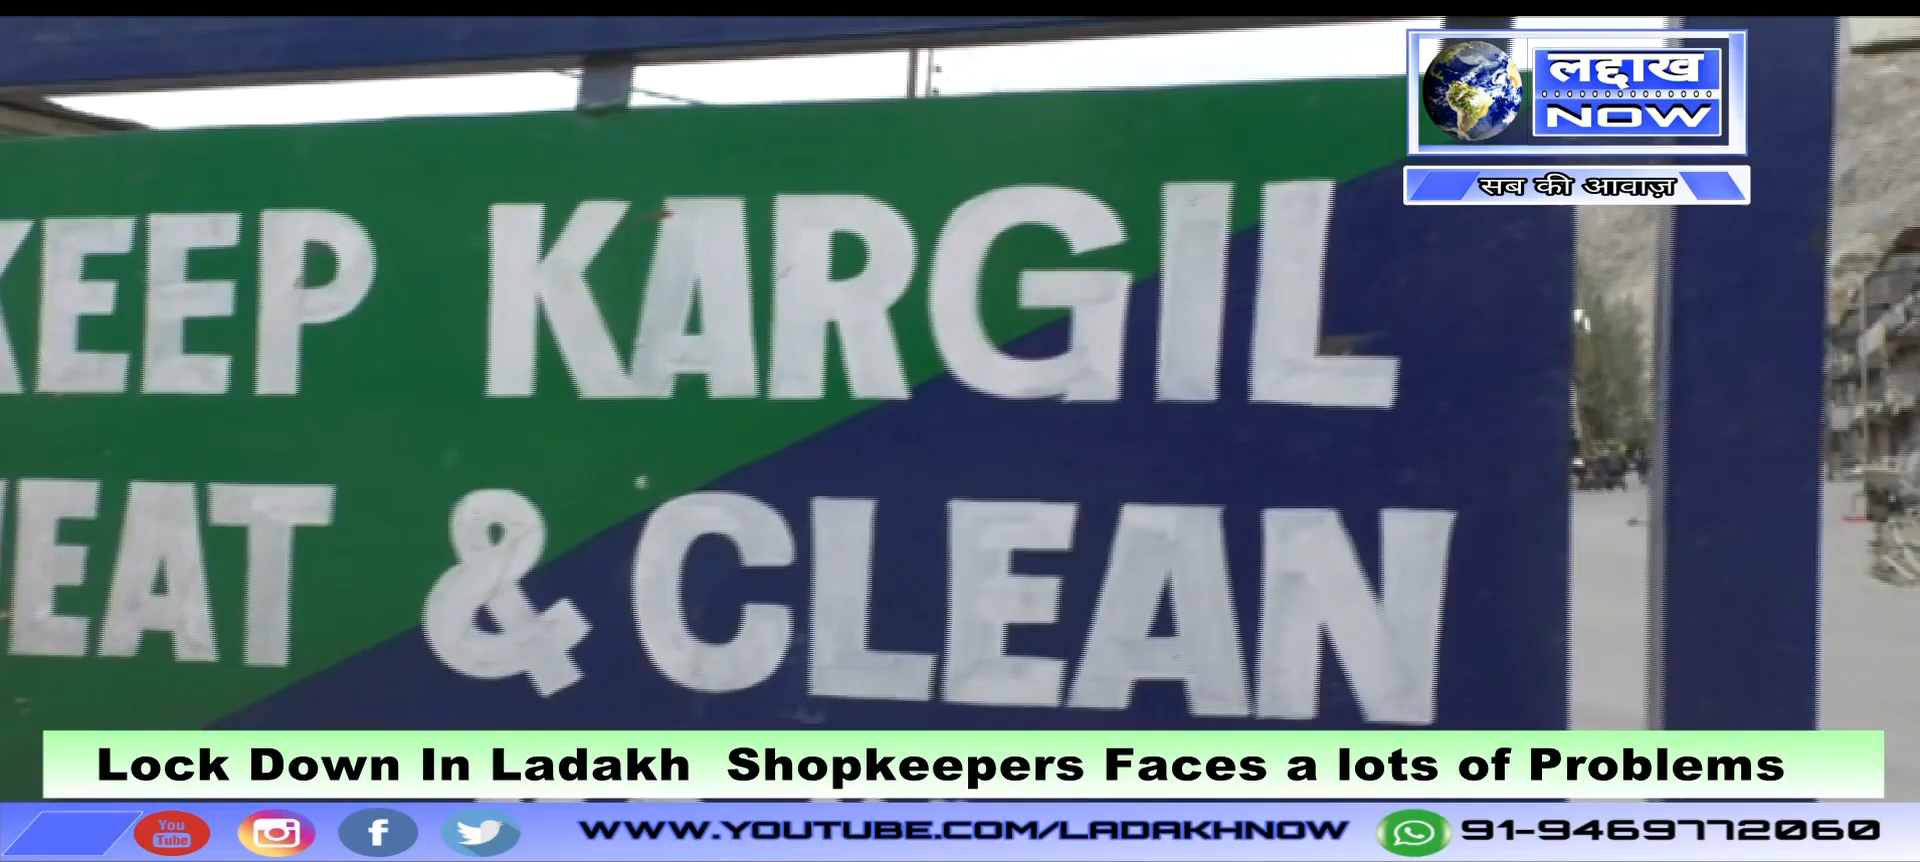 लद्दाख
NOW
सब की आवाज़
KEEP KARGIL
NEAT & CLEAN
Lock Down In Ladakh Shopkeepers Faces a lots of Problems
You
Tube
WWW.YOUTUBE.COM/LADAKHNOW
91-9469772060